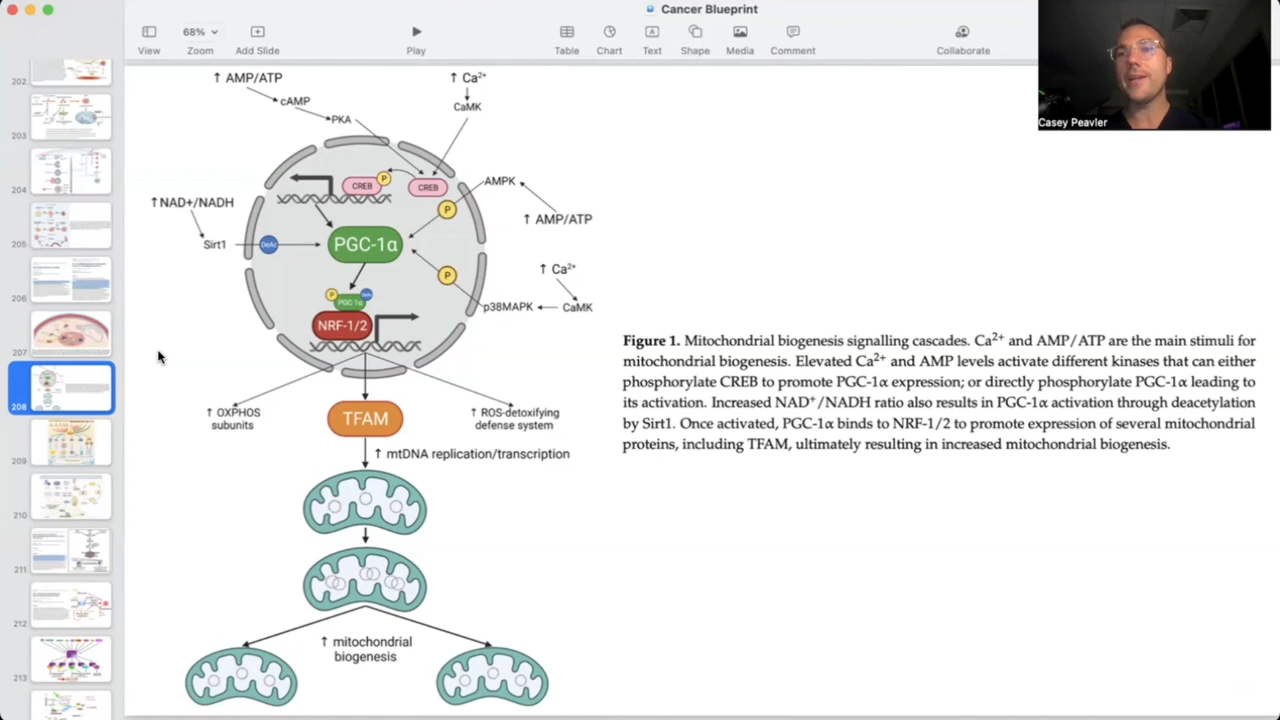 Cancer Blueprint
68%
View
Zoom
Add Slide
Play
Table
Chart
Text
Shape
Media
Comment
Collaborate
Casey Peavler
202
203
204
205
206
207
208
209
210
211
212
213
↑ AMP/ATP
cAMP
PKA
↑ Ca²⁺
CaMK
CREB
P
CREB
AMPK
P
↑ AMP/ATP
↑NAD+/NADH
Sirt1
DeAc
PGC-1α
↑ Ca²⁺
P
p38MAPK
CaMK
P
PGC-1α
NRF-1/2
↑ OXPHOS
subunits
TFAM
↑ ROS-detoxifying
defense system
↑ mtDNA replication/transcription
↑ mitochondrial
biogenesis
Figure 1. Mitochondrial biogenesis signalling cascades. Ca²⁺ and AMP/ATP are the main stimuli for
mitochondrial biogenesis. Elevated Ca²⁺ and AMP levels activate different kinases that can either
phosphorylate CREB to promote PGC-1α expression; or directly phosphorylate PGC-1α leading to
its activation. Increased NAD⁺/NADH ratio also results in PGC-1α activation through deacetylation
by Sirt1. Once activated, PGC-1α binds to NRF-1/2 to promote expression of several mitochondrial
proteins, including TFAM, ultimately resulting in increased mitochondrial biogenesis.